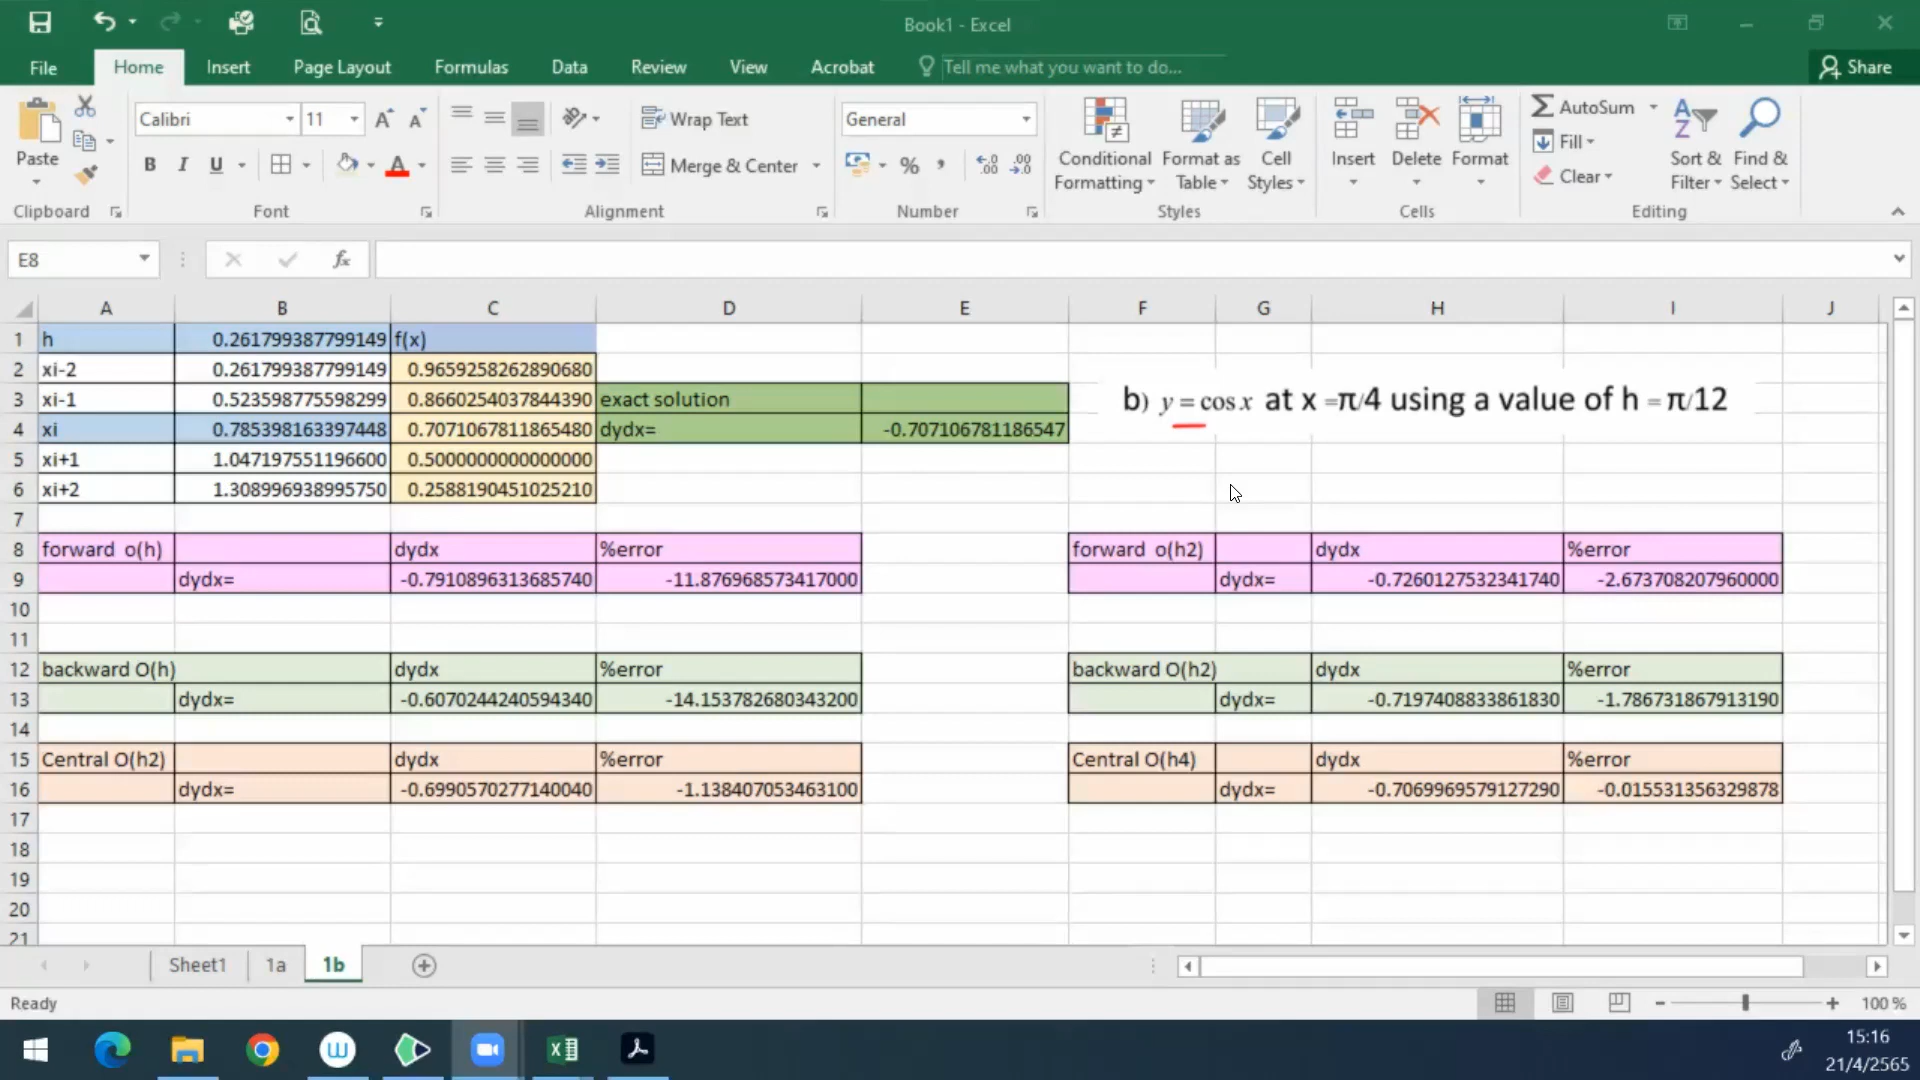 Book1 - Excel
File Home Insert Page Layout Formulas Data Review View Acrobat Tell me what you want to do... Share
Paste
Calibri 11
B I U
Wrap Text
Merge & Center
General
%
Conditional Formatting
Format as Table
Cell Styles
Insert
Delete
Format
AutoSum
Fill
Clear
Sort & Filter
Find & Select
Clipboard Font Alignment Number Styles Cells Editing
E8 fx
A B C D E F G H I J
1 h 0.261799387799149 f(x)
2 xi-2 0.261799387799149 0.9659258262890680
3 xi-1 0.523598775598299 0.8660254037844390 exact solution
b) y = cos x at x =π/4 using a value of h = π/12
4 xi 0.785398163397448 0.7071067811865480 dydx= -0.707106781186547
5 xi+1 1.047197551196600 0.5000000000000000
6 xi+2 1.308996938995750 0.2588190451025210
7
8 forward o(h) dydx %error forward o(h2) dydx %error
9 dydx= -0.7910896313685740 -11.876968573417000 dydx= -0.7260127532341740 -2.673708207960000
10
11
12 backward O(h) dydx %error backward O(h2) dydx %error
13 dydx= -0.6070244240594340 -14.153782680343200 dydx= -0.7197408833861830 -1.786731867913190
14
15 Central O(h2) dydx %error Central O(h4) dydx %error
16 dydx= -0.6990570277140040 -1.138407053463100 dydx= -0.7069969579127290 -0.015531356329878
17
18
19
20
21
Sheet1 1a 1b
Ready 100 %
15:16
21/4/2565